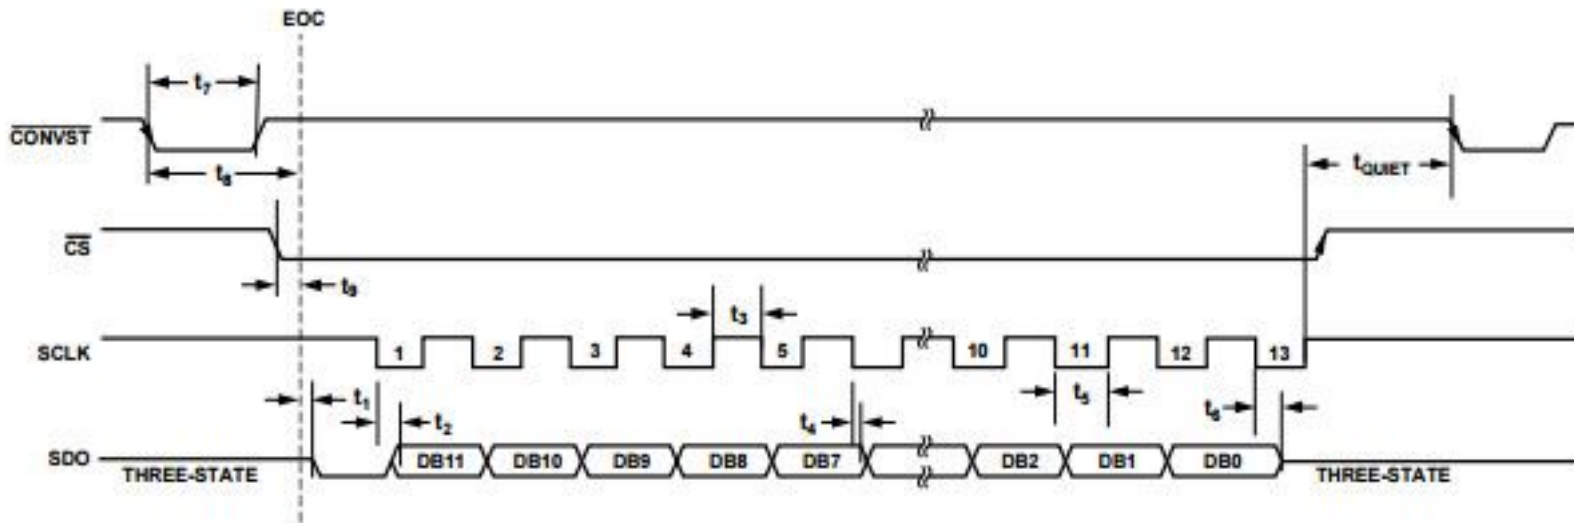 EOC
t7
CONVST
t8
tQUIET
CS
t9
t3
SCLK 1 2 3 4 5 10 11 12 13
t1 t2 t4 t5 t6
SDO DB11 DB10 DB9 DB8 DB7 DB2 DB1 DB0
THREE-STATE THREE-STATE